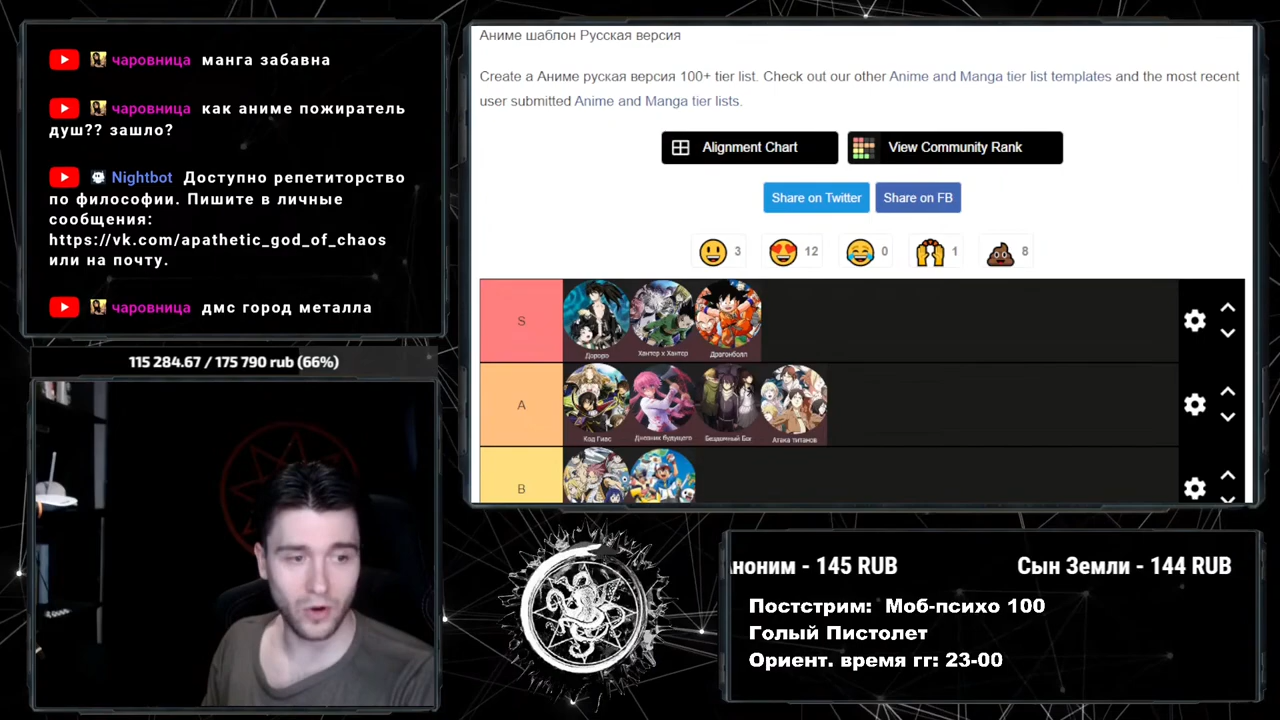 чаровница манга забавна
чаровница как аниме пожиратель
душ?? зашло?
Nightbot Доступно репетиторство
по философии. Пишите в личные
сообщения:
https://vk.com/apathetic_god_of_chaos
или на почту.
чаровница дмс город металла
115 284.67 / 175 790 rub (66%)
Аниме шаблон Русская версия
Create a Аниме руская версия 100+ tier list. Check out our other Anime and Manga tier list templates and the most recent
user submitted Anime and Manga tier lists.
Alignment Chart
View Community Rank
Share on Twitter
Share on FB
3
12
0
1
8
S
Дороро
Хантер х Хантер
Драгонболл
A
Код Гиас
Дневник будущего
Бездомный Бог
Атака титанов
B
Аноним - 145 RUB
Сын Земли - 144 RUB
Постстрим: Моб-психо 100
Голый Пистолет
Ориент. время гг: 23-00